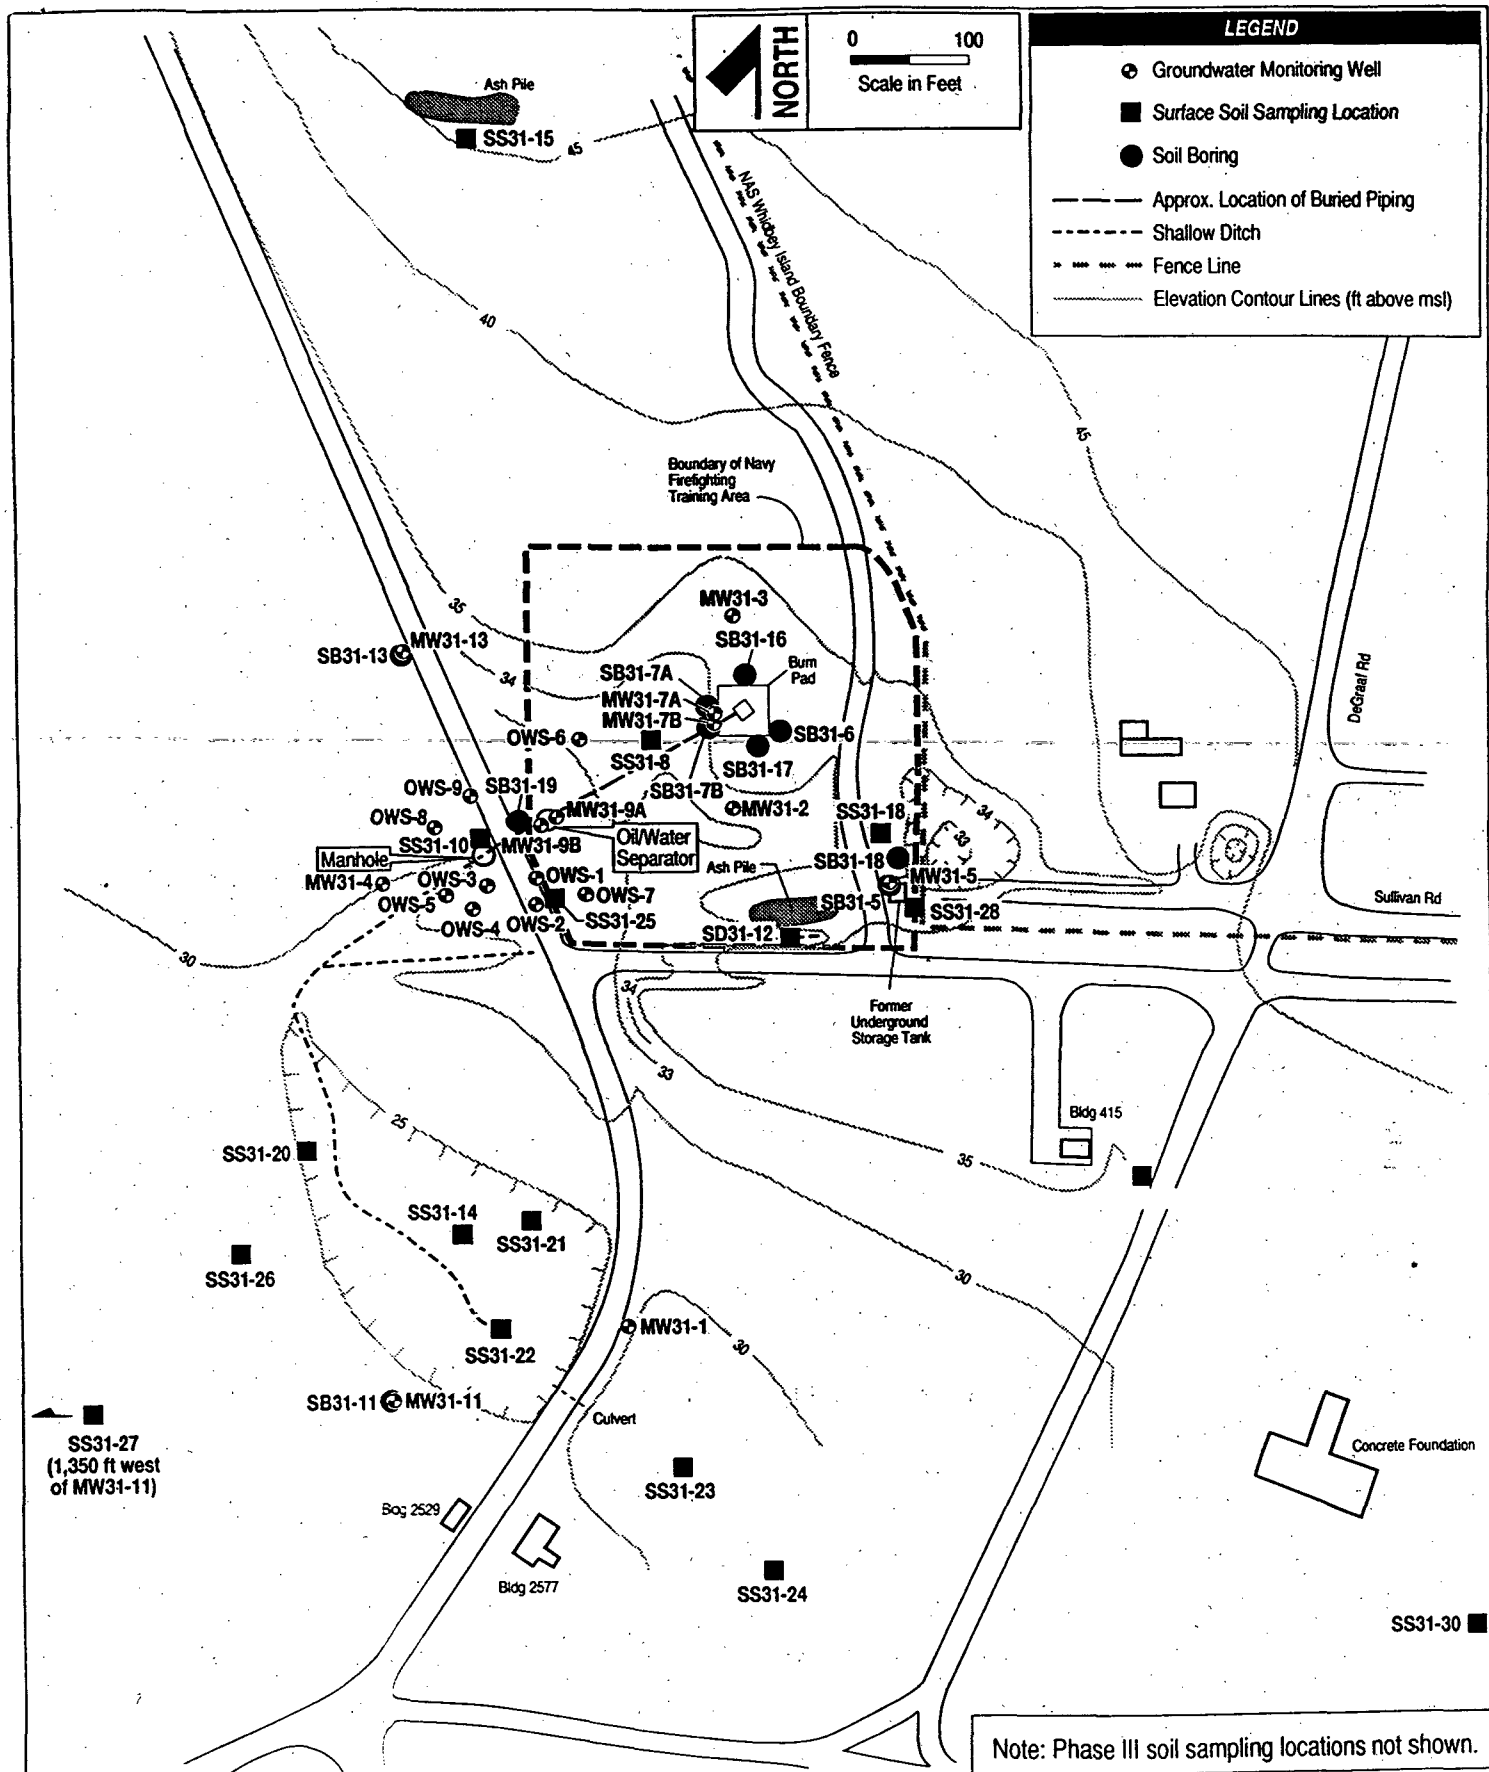 NORTH
0 100
Scale in Feet
LEGEND
Groundwater Monitoring Well
Surface Soil Sampling Location
Soil Boring
Approx. Location of Buried Piping
Shallow Ditch
Fence Line
Elevation Contour Lines (ft above msl)
Ash Pile
SS31-15
45
NAS Whidbey Island Boundary Fence
40
45
Boundary of Navy
Firefighting
Training Area
35
MW31-3
SB31-16
MW31-13
SB31-13
34
Burn
Pad
SB31-7A
MW31-7A
MW31-7B
DeGraaf Rd
OWS-6
SS31-8
SB31-6
SB31-17
SB31-7B
OWS-9
SB31-19
MW31-9A
MW31-2
34
33
OWS-8
SS31-10
MW31-9B
Oil/Water
Separator
SS31-18
Manhole
SB31-18
Ash Pile
MW31-4
OWS-3
OWS-1
MW31-5
OWS-5
OWS-7
SB31-5
Sullivan Rd
OWS-4
OWS-2
SS31-25
SS31-28
SD31-12
30
34
Former
Underground
Storage Tank
33
25
Bldg 415
SS31-20
35
SS31-14
SS31-21
SS31-26
30
SS31-22
MW31-1
30
SB31-11
MW31-11
Culvert
SS31-27
(1,350 ft west
of MW31-11)
Concrete Foundation
SS31-23
Bldg 2529
Bldg 2577
SS31-24
SS31-30
Note: Phase III soil sampling locations not shown.